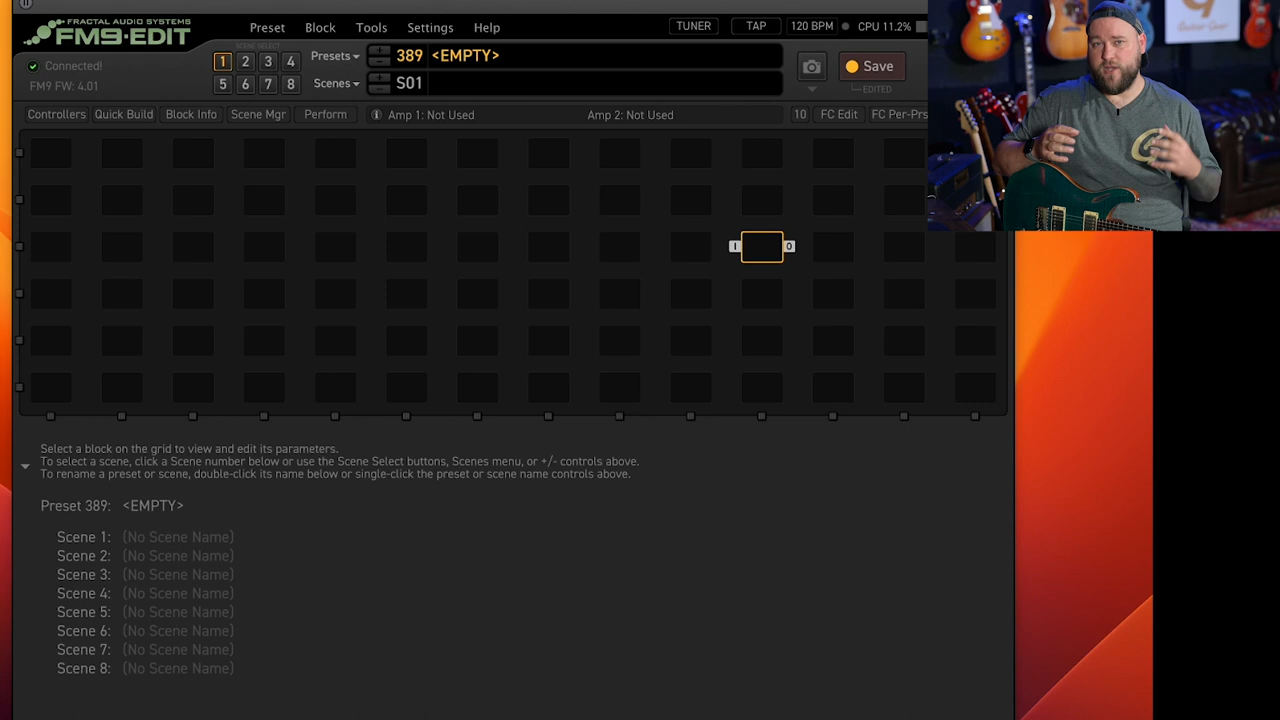 FRACTAL AUDIO SYSTEMS
FM9-EDIT
Preset Block Tools Settings Help
TUNER TAP 120 BPM CPU 11.2%
SCENE SELECT
1 2 3 4
5 6 7 8
Connected!
FM9 FW: 4.01
Presets 389 <EMPTY>
Scenes S01
Save
EDITED
Controllers Quick Build Block Info Scene Mgr Perform Amp 1: Not Used Amp 2: Not Used 10 FC Edit FC Per-Prs
I O
Select a block on the grid to view and edit its parameters.
To select a scene, click a Scene number below or use the Scene Select buttons, Scenes menu, or +/- controls above.
To rename a preset or scene, double-click its name below or single-click the preset or scene name controls above.
Preset 389: <EMPTY>
Scene 1: (No Scene Name)
Scene 2: (No Scene Name)
Scene 3: (No Scene Name)
Scene 4: (No Scene Name)
Scene 5: (No Scene Name)
Scene 6: (No Scene Name)
Scene 7: (No Scene Name)
Scene 8: (No Scene Name)
Guitar Gear